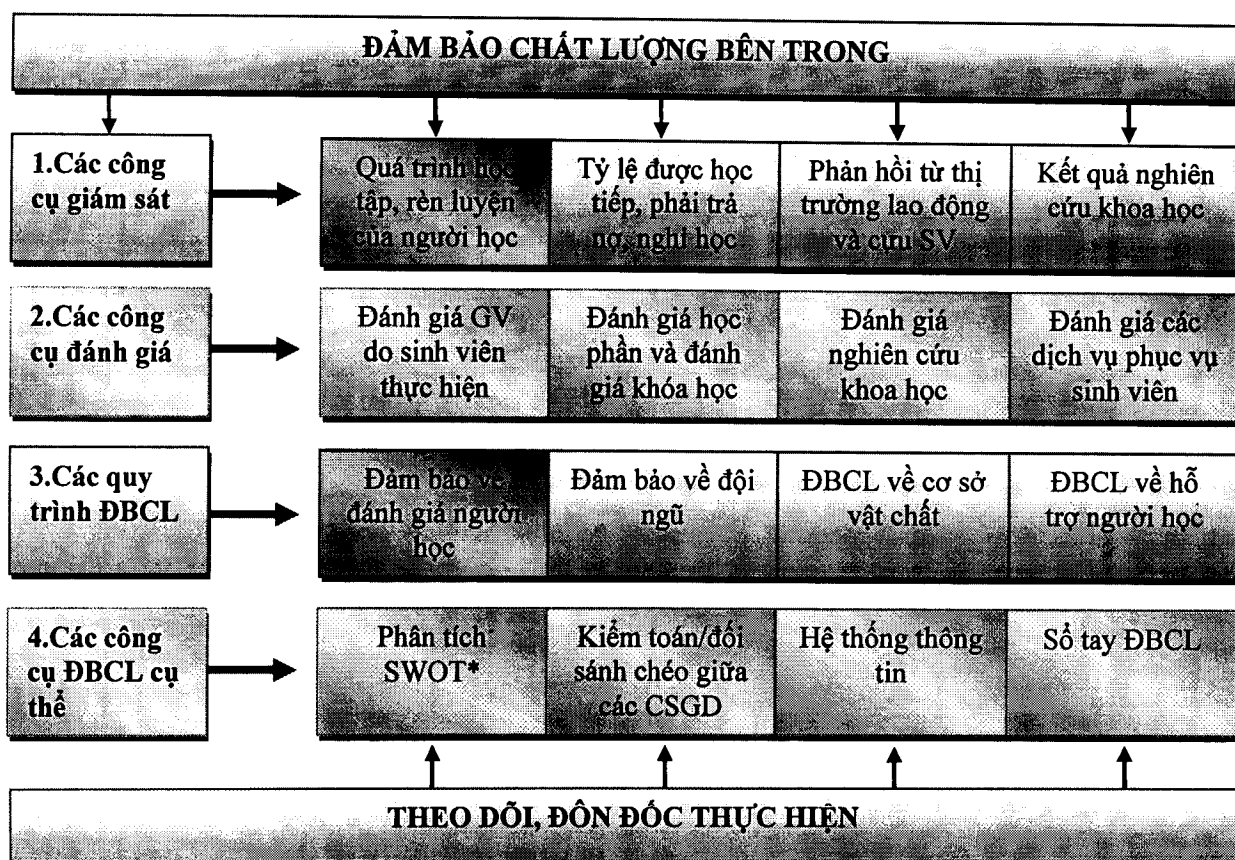 ĐẢM BẢO CHẤT LƯỢNG BÊN TRONG
1.Các công
cụ giám sát
Quá trình học
tập, rèn luyện
của người học
Tỷ lệ được học
tiếp, phải trả
nợ, nghỉ học
Phản hồi từ thị
trường lao động
và cựu SV
Kết quả nghiên
cứu khoa học
2.Các công
cụ đánh giá
Đánh giá GV
do sinh viên
thực hiện
Đánh giá học
phần và đánh
giá khóa học
Đánh giá
nghiên cứu
khoa học
Đánh giá các
dịch vụ phục vụ
sinh viên
3.Các quy
trình ĐBCL
Đảm bảo về
đánh giá người
học
Đảm bảo về đội
ngũ
ĐBCL về cơ sở
vật chất
ĐBCL về hỗ
trợ người học
4.Các công
cụ ĐBCL cụ
thể
Phân tích
SWOT*
Kiểm toán/đối
sánh chéo giữa
các CSGD
Hệ thống thông
tin
Sổ tay ĐBCL
THEO DÕI, ĐÔN ĐỐC THỰC HIỆN